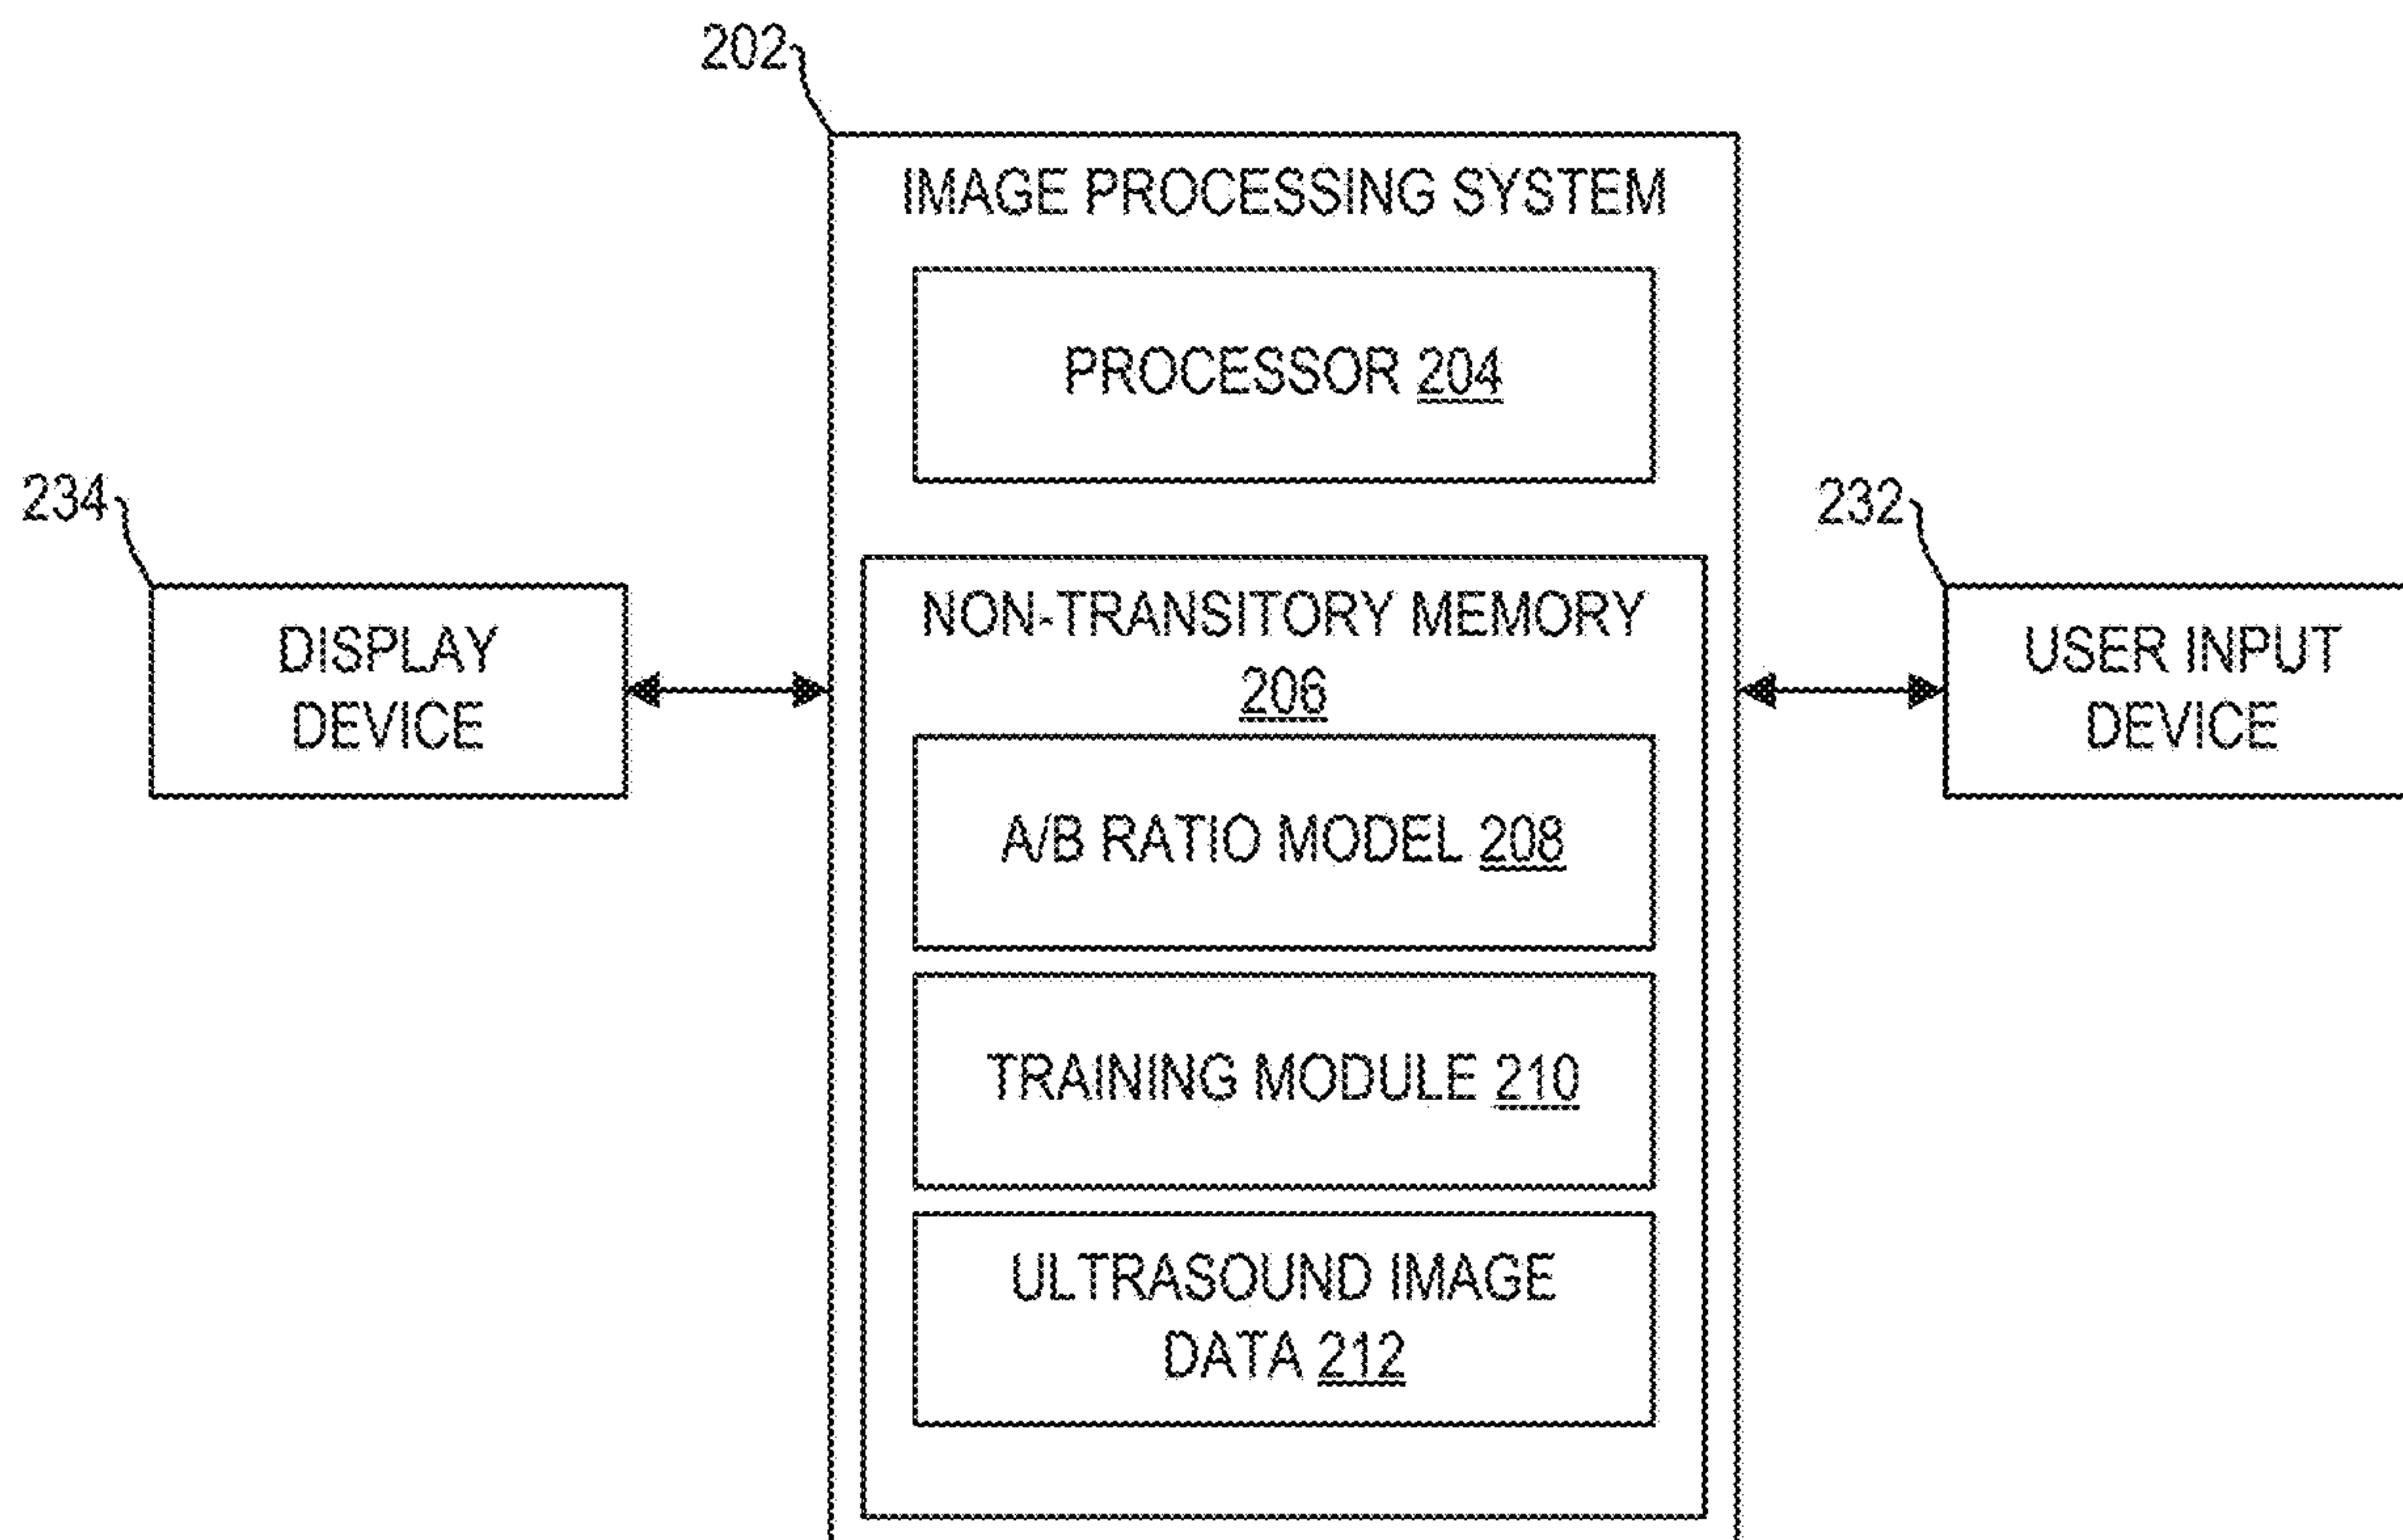 202
IMAGE PROCESSING SYSTEM
PROCESSOR 204
234
232
DISPLAY
DEVICE
NON-TRANSITORY MEMORY
206
USER INPUT
DEVICE
A/B RATIO MODEL 208
TRAINING MODULE 210
ULTRASOUND IMAGE
DATA 212